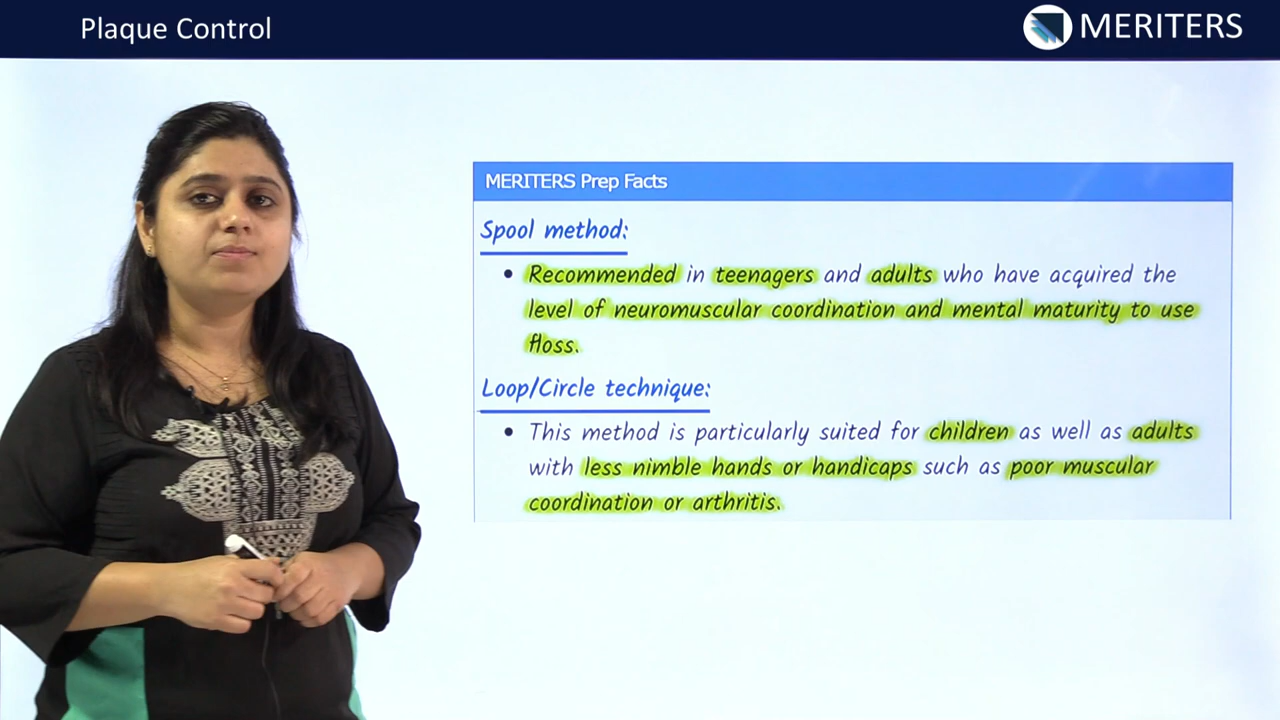 Plaque Control
MERITERS
MERITERS Prep Facts
Spool method:
• Recommended in teenagers and adults who have acquired the
level of neuromuscular coordination and mental maturity to use
floss.
Loop/Circle technique:
• This method is particularly suited for children as well as adults
with less nimble hands or handicaps such as poor muscular
coordination or arthritis.